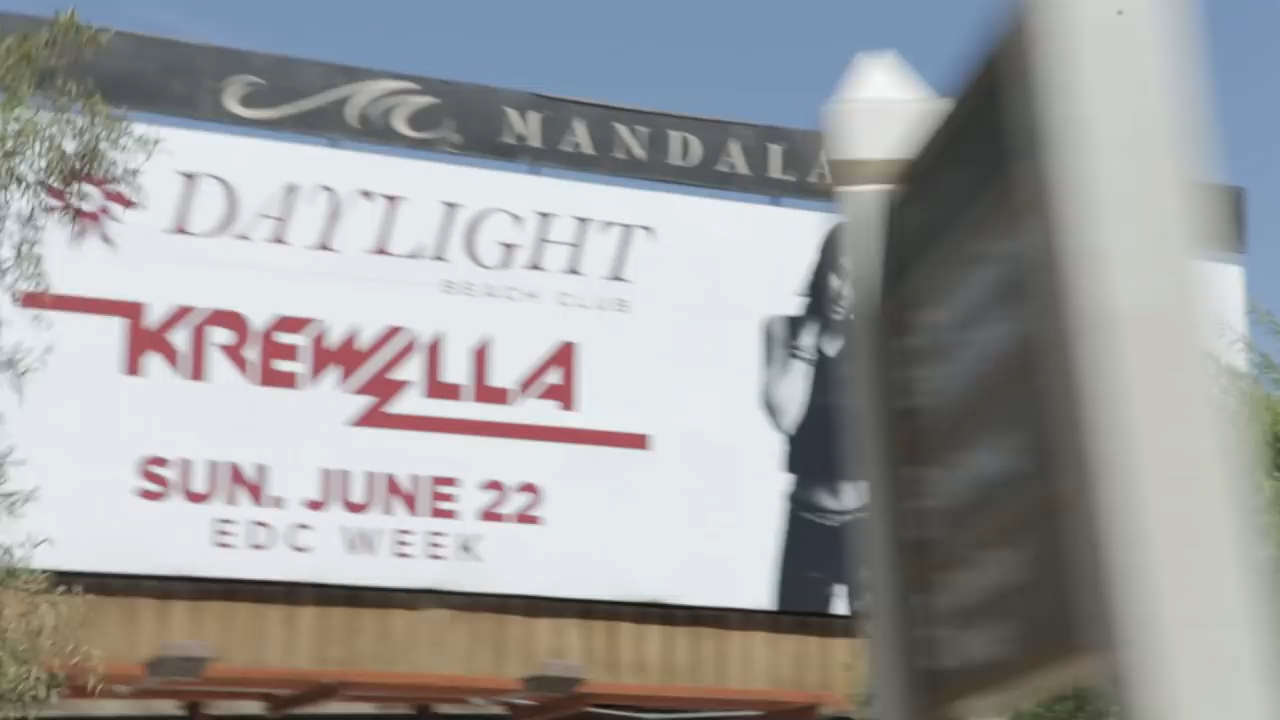 MANDALA
DAYLIGHT
BEACH CLUB
KREWELLA
SUN. JUNE 22
EDC WEEK